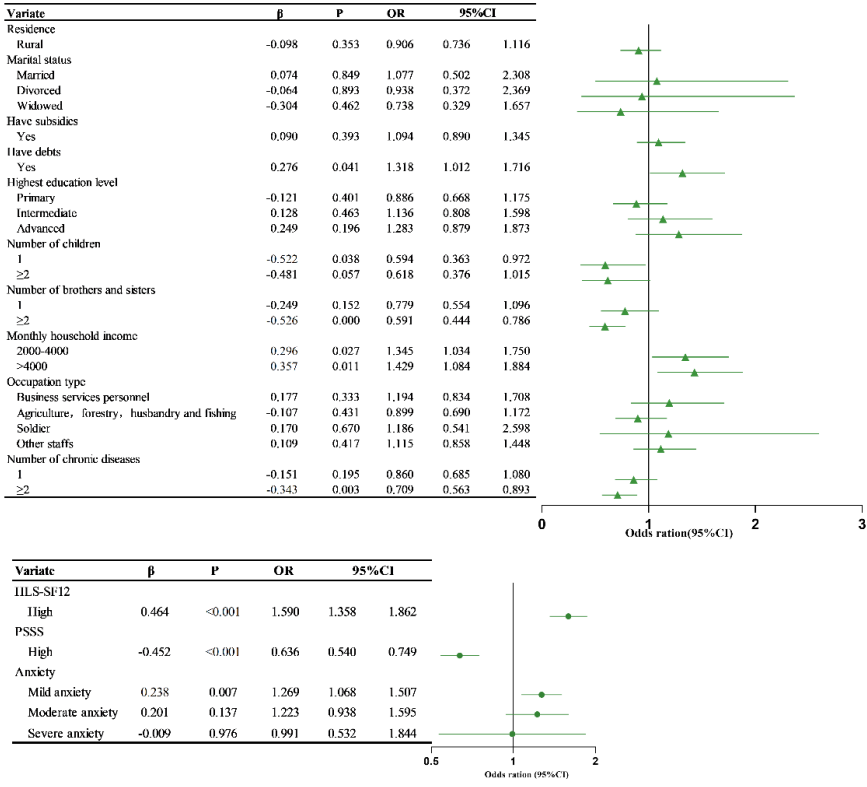 Variate β P OR 95%CI
Residence
Rural -0.098 0.353 0.906 0.736 1.116
Marital status
Married 0.074 0.849 1.077 0.502 2.308
Divorced -0.064 0.893 0.938 0.372 2.369
Widowed -0.304 0.462 0.738 0.329 1.657
Have subsidies
Yes 0.090 0.393 1.094 0.890 1.345
Have debts
Yes 0.276 0.041 1.318 1.012 1.716
Highest education level
Primary -0.121 0.401 0.886 0.668 1.175
Intermediate 0.128 0.463 1.136 0.808 1.598
Advanced 0.249 0.196 1.283 0.879 1.873
Number of children
1 -0.522 0.038 0.594 0.363 0.972
≥2 -0.481 0.057 0.618 0.376 1.015
Number of brothers and sisters
1 -0.249 0.152 0.779 0.554 1.096
≥2 -0.526 0.000 0.591 0.444 0.786
Monthly household income
2000-4000 0.296 0.027 1.345 1.034 1.750
>4000 0.357 0.011 1.429 1.084 1.884
Occupation type
Business services personnel 0.177 0.333 1.194 0.834 1.708
Agriculture，forestry，husbandry and fishing -0.107 0.431 0.899 0.690 1.172
Soldier 0.170 0.670 1.186 0.541 2.598
Other staffs 0.109 0.417 1.115 0.858 1.448
Number of chronic diseases
1 -0.151 0.195 0.860 0.685 1.080
≥2 -0.343 0.003 0.709 0.563 0.893
0 1 2 3
Odds ration(95%CI)
Variate β P OR 95%CI
HLS-SF12
High 0.464 <0.001 1.590 1.358 1.862
PSSS
High -0.452 <0.001 0.636 0.540 0.749
Anxiety
Mild anxiety 0.238 0.007 1.269 1.068 1.507
Moderate anxiety 0.201 0.137 1.223 0.938 1.595
Severe anxiety -0.009 0.976 0.991 0.532 1.844
0.5 1 2
Odds ration (95%CI)